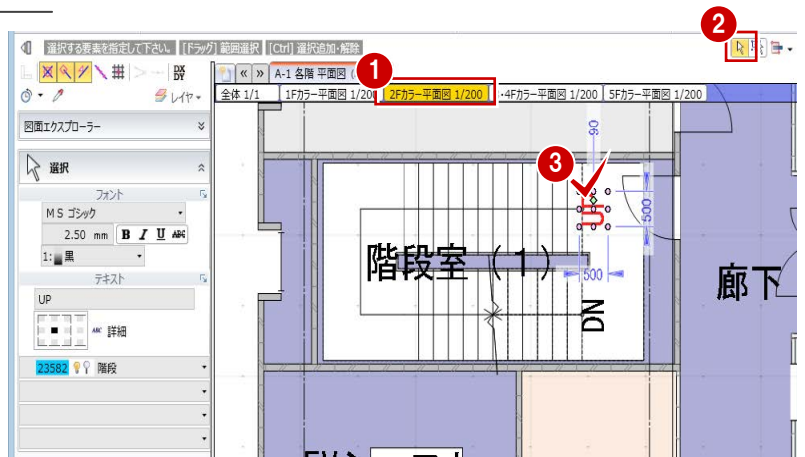 2
選択する要素を指定して下さい。 [ドラッグ] 範囲選択 [Ctrl] 選択追加・解除
1
A-1 各階 平面図
レイヤ
全体 1/1 1Fカラー平面図 1/200 2Fカラー平面図 1/200 -4Fカラー平面図 1/200 5Fカラー平面図 1/200
図面エクスプローラー
90
3
選択
フォント
MS ゴシック
UP
500
2.50 mm B I U ABC
1: 黒
階段室(1)
500
廊下
テキスト
UP
DN
ABC 詳細
23582 階段